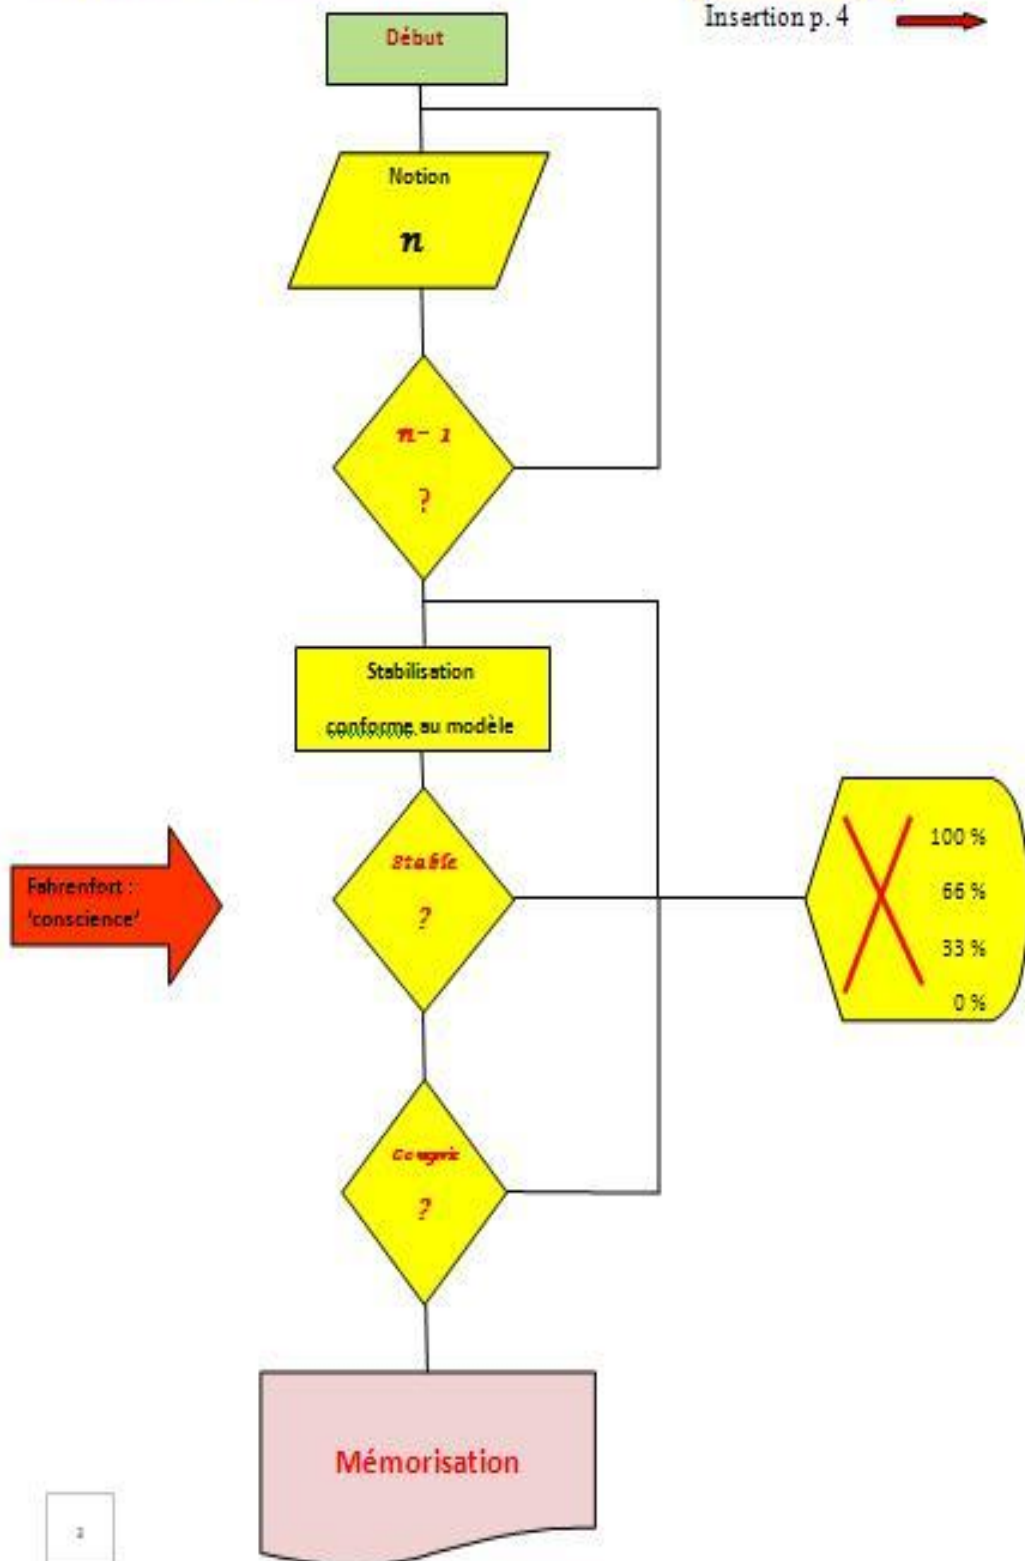 Insertion p. 4
Début
Notion
n
n- 1
?
Stabilisation
conforme au modèle
Fahrenfort :
'conscience'
Stable
?
100 %
66 %
33 %
0 %
?
Mémorisation